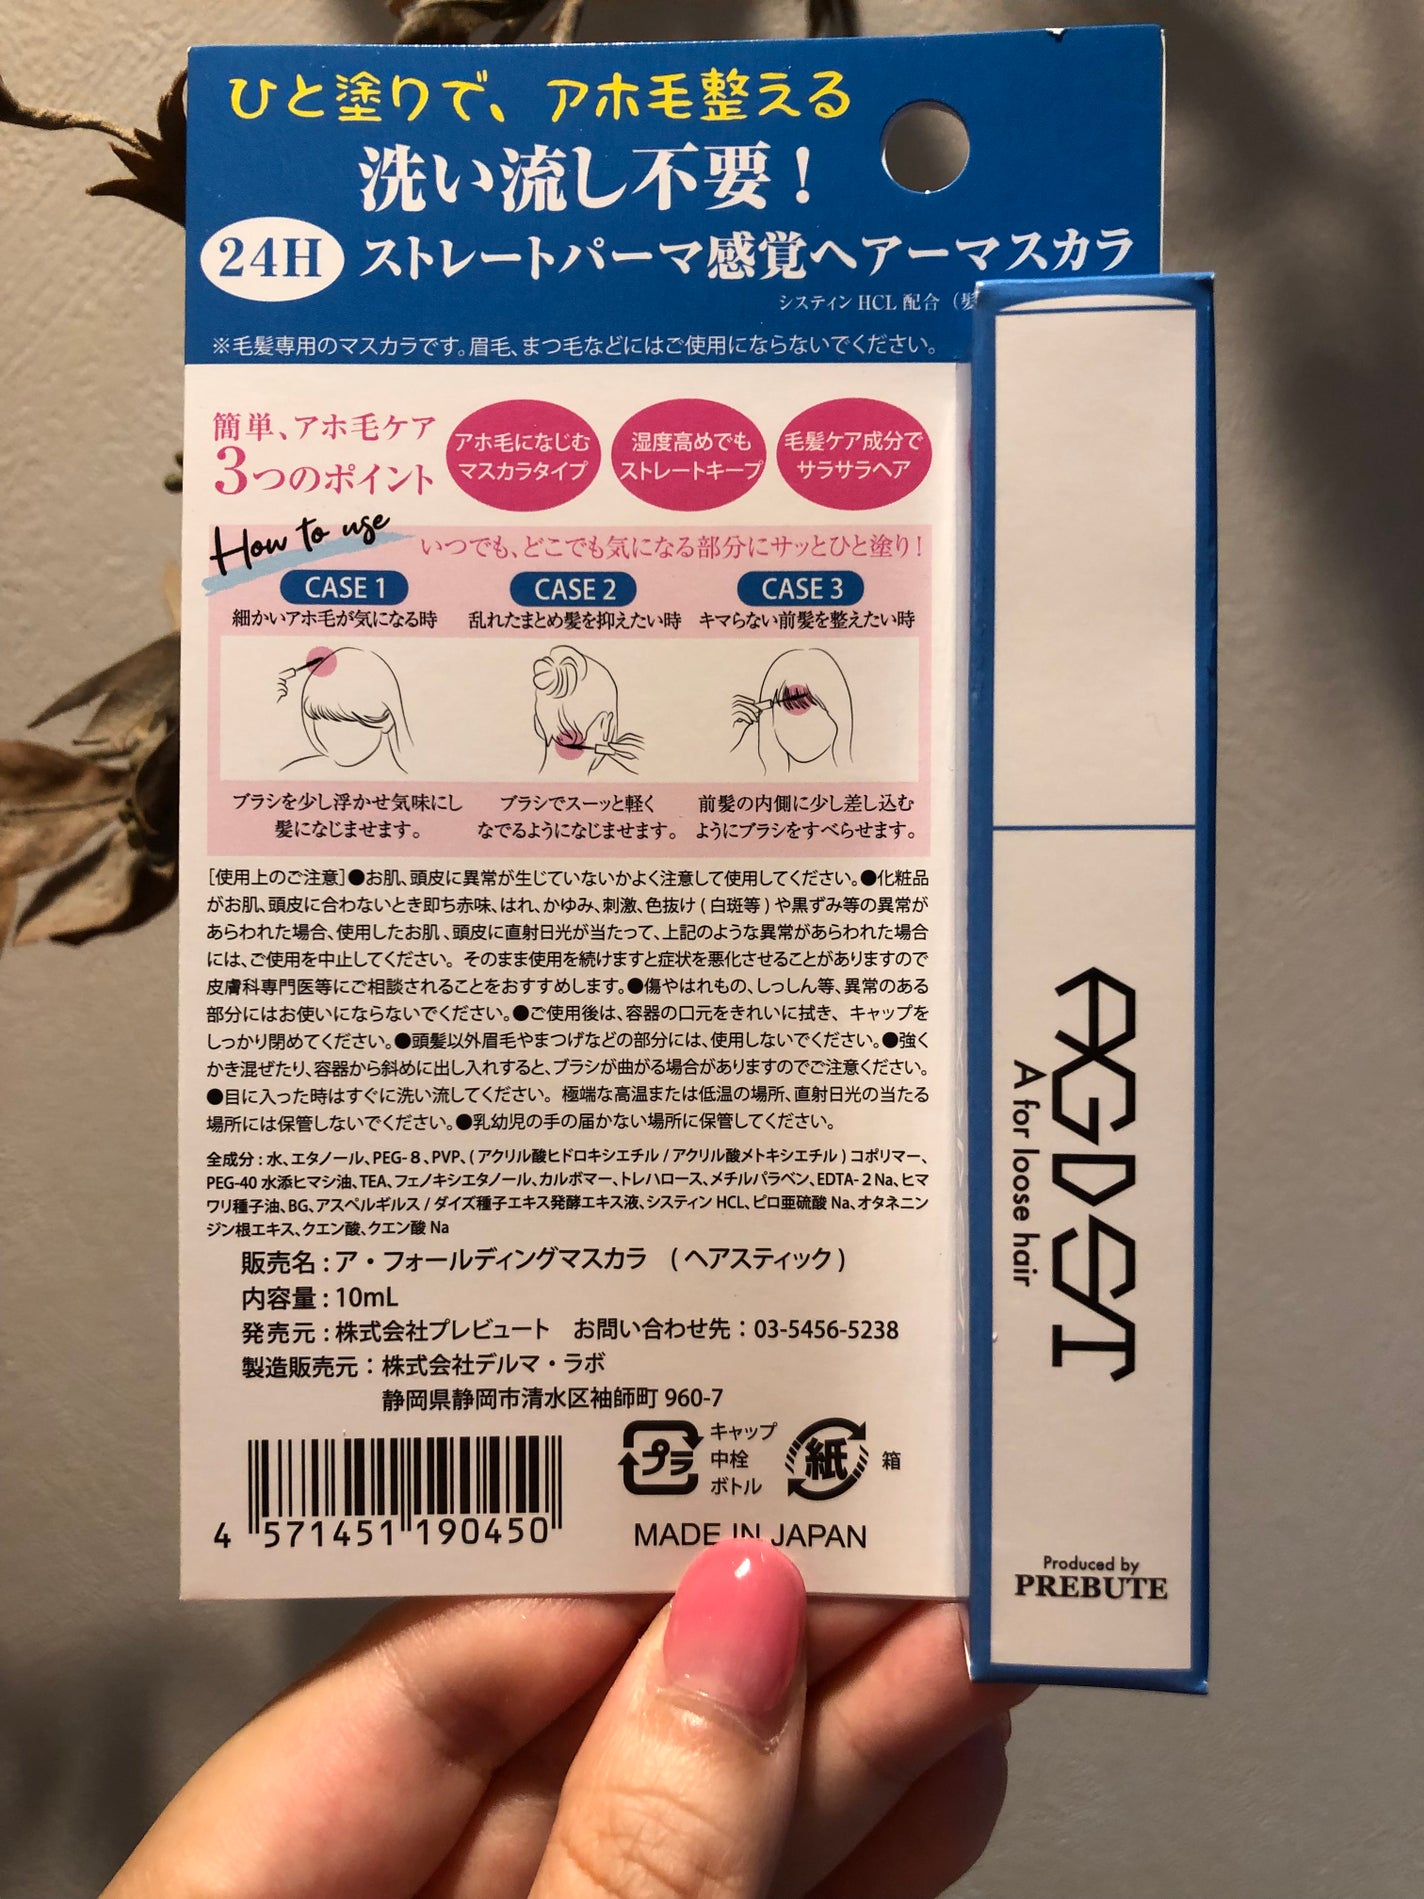 ひと塗りで、アホ毛整える
洗い流し不要！
24H ストレートパーマ感覚ヘアーマスカラ
システィン HCL 配合（髪
※毛髪専用のマスカラです。眉毛、まつ毛などにはご使用にならないでください。
簡単、アホ毛ケア
3つのポイント
アホ毛になじむ
マスカラタイプ
湿度高めでも
ストレートキープ
毛髪ケア成分で
サラサラヘア
How to use
いつでも、どこでも気になる部分にサッとひと塗り！
CASE 1
細かいアホ毛が気になる時
ブラシを少し浮かせ気味にし
髪になじませます。
CASE 2
乱れたまとめ髪を抑えたい時
ブラシでスーッと軽く
なでるようになじませます。
CASE 3
キマらない前髪を整えたい時
前髪の内側に少し差し込む
ようにブラシをすべらせます。
［使用上のご注意］●お肌、頭皮に異常が生じていないかよく注意して使用してください。●化粧品
がお肌、頭皮に合わないとき即ち赤味、はれ、かゆみ、刺激、色抜け（白斑等）や黒ずみ等の異常が
あらわれた場合、使用したお肌、頭皮に直射日光が当たって、上記のような異常があらわれた場合
には、ご使用を中止してください。そのまま使用を続けますと症状を悪化させることがありますので
皮膚科専門医等にご相談されることをおすすめします。●傷やはれもの、しっしん等、異常のある
部分にはお使いにならないでください。●ご使用後は、容器の口元をきれいに拭き、キャップを
しっかり閉めてください。●頭髪以外眉毛やまつげなどの部分には、使用しないでください。●強く
かき混ぜたり、容器から斜めに出し入れすると、ブラシが曲がる場合がありますのでご注意ください。
●目に入った時はすぐに洗い流してください。極端な高温または低温の場所、直射日光の当たる
場所には保管しないでください。●乳幼児の手の届かない場所に保管してください。
全成分：水、エタノール、PEG-８、PVP、(アクリル酸ヒドロキシエチル / アクリル酸メトキシエチル）コポリマー、
PEG-40 水添ヒマシ油、TEA、フェノキシエタノール、カルボマー、トレハロース、メチルパラベン、EDTA-２Na、ヒマ
ワリ種子油、BG、アスペルギルス / ダイズ種子エキス発酵エキス液、システィン HCL、ピロ亜硫酸 Na、オタネニン
ジン根エキス、クエン酸、クエン酸 Na
販売名：ア・フォールディングマスカラ （ヘアスティック）
内容量：10mL
発売元：株式会社プレビュート お問い合わせ先：03-5456-5238
製造販売元：株式会社デルマ・ラボ
静岡県静岡市清水区袖師町 960-7
4 571451 190450
プラ
キャップ
中栓
ボトル
紙
箱
MADE IN JAPAN
AGDST
A for loose hair
Produced by
PREBUTE